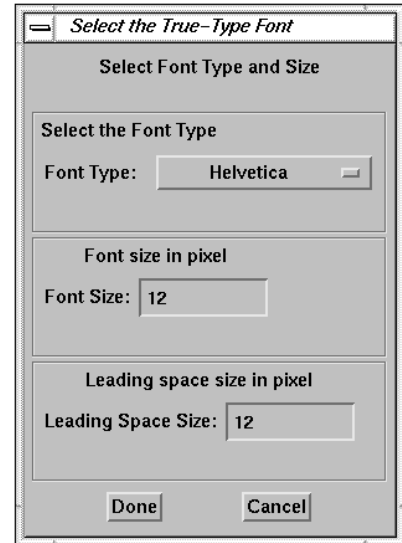 Select the True-Type Font
Select Font Type and Size
Select the Font Type
Font Type: Helvetica
Font size in pixel
Font Size: 12
Leading space size in pixel
Leading Space Size: 12
Done Cancel